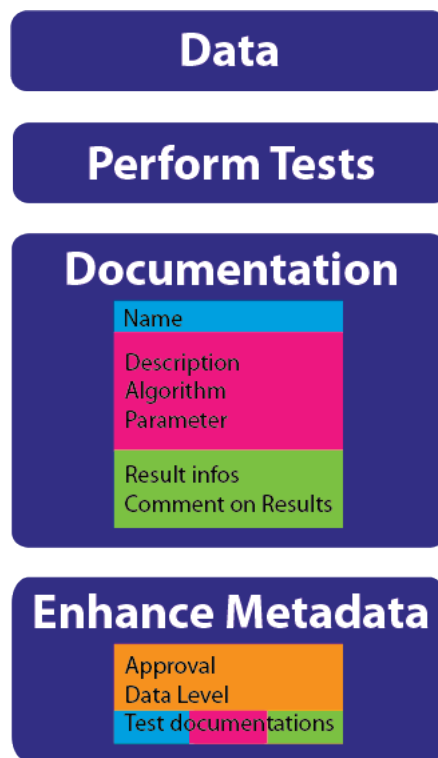 Data
Perform Tests
Documentation
Name
Description
Algorithm
Parameter
Result infos
Comment on Results
Enhance Metadata
Approval
Data Level
Test documentations